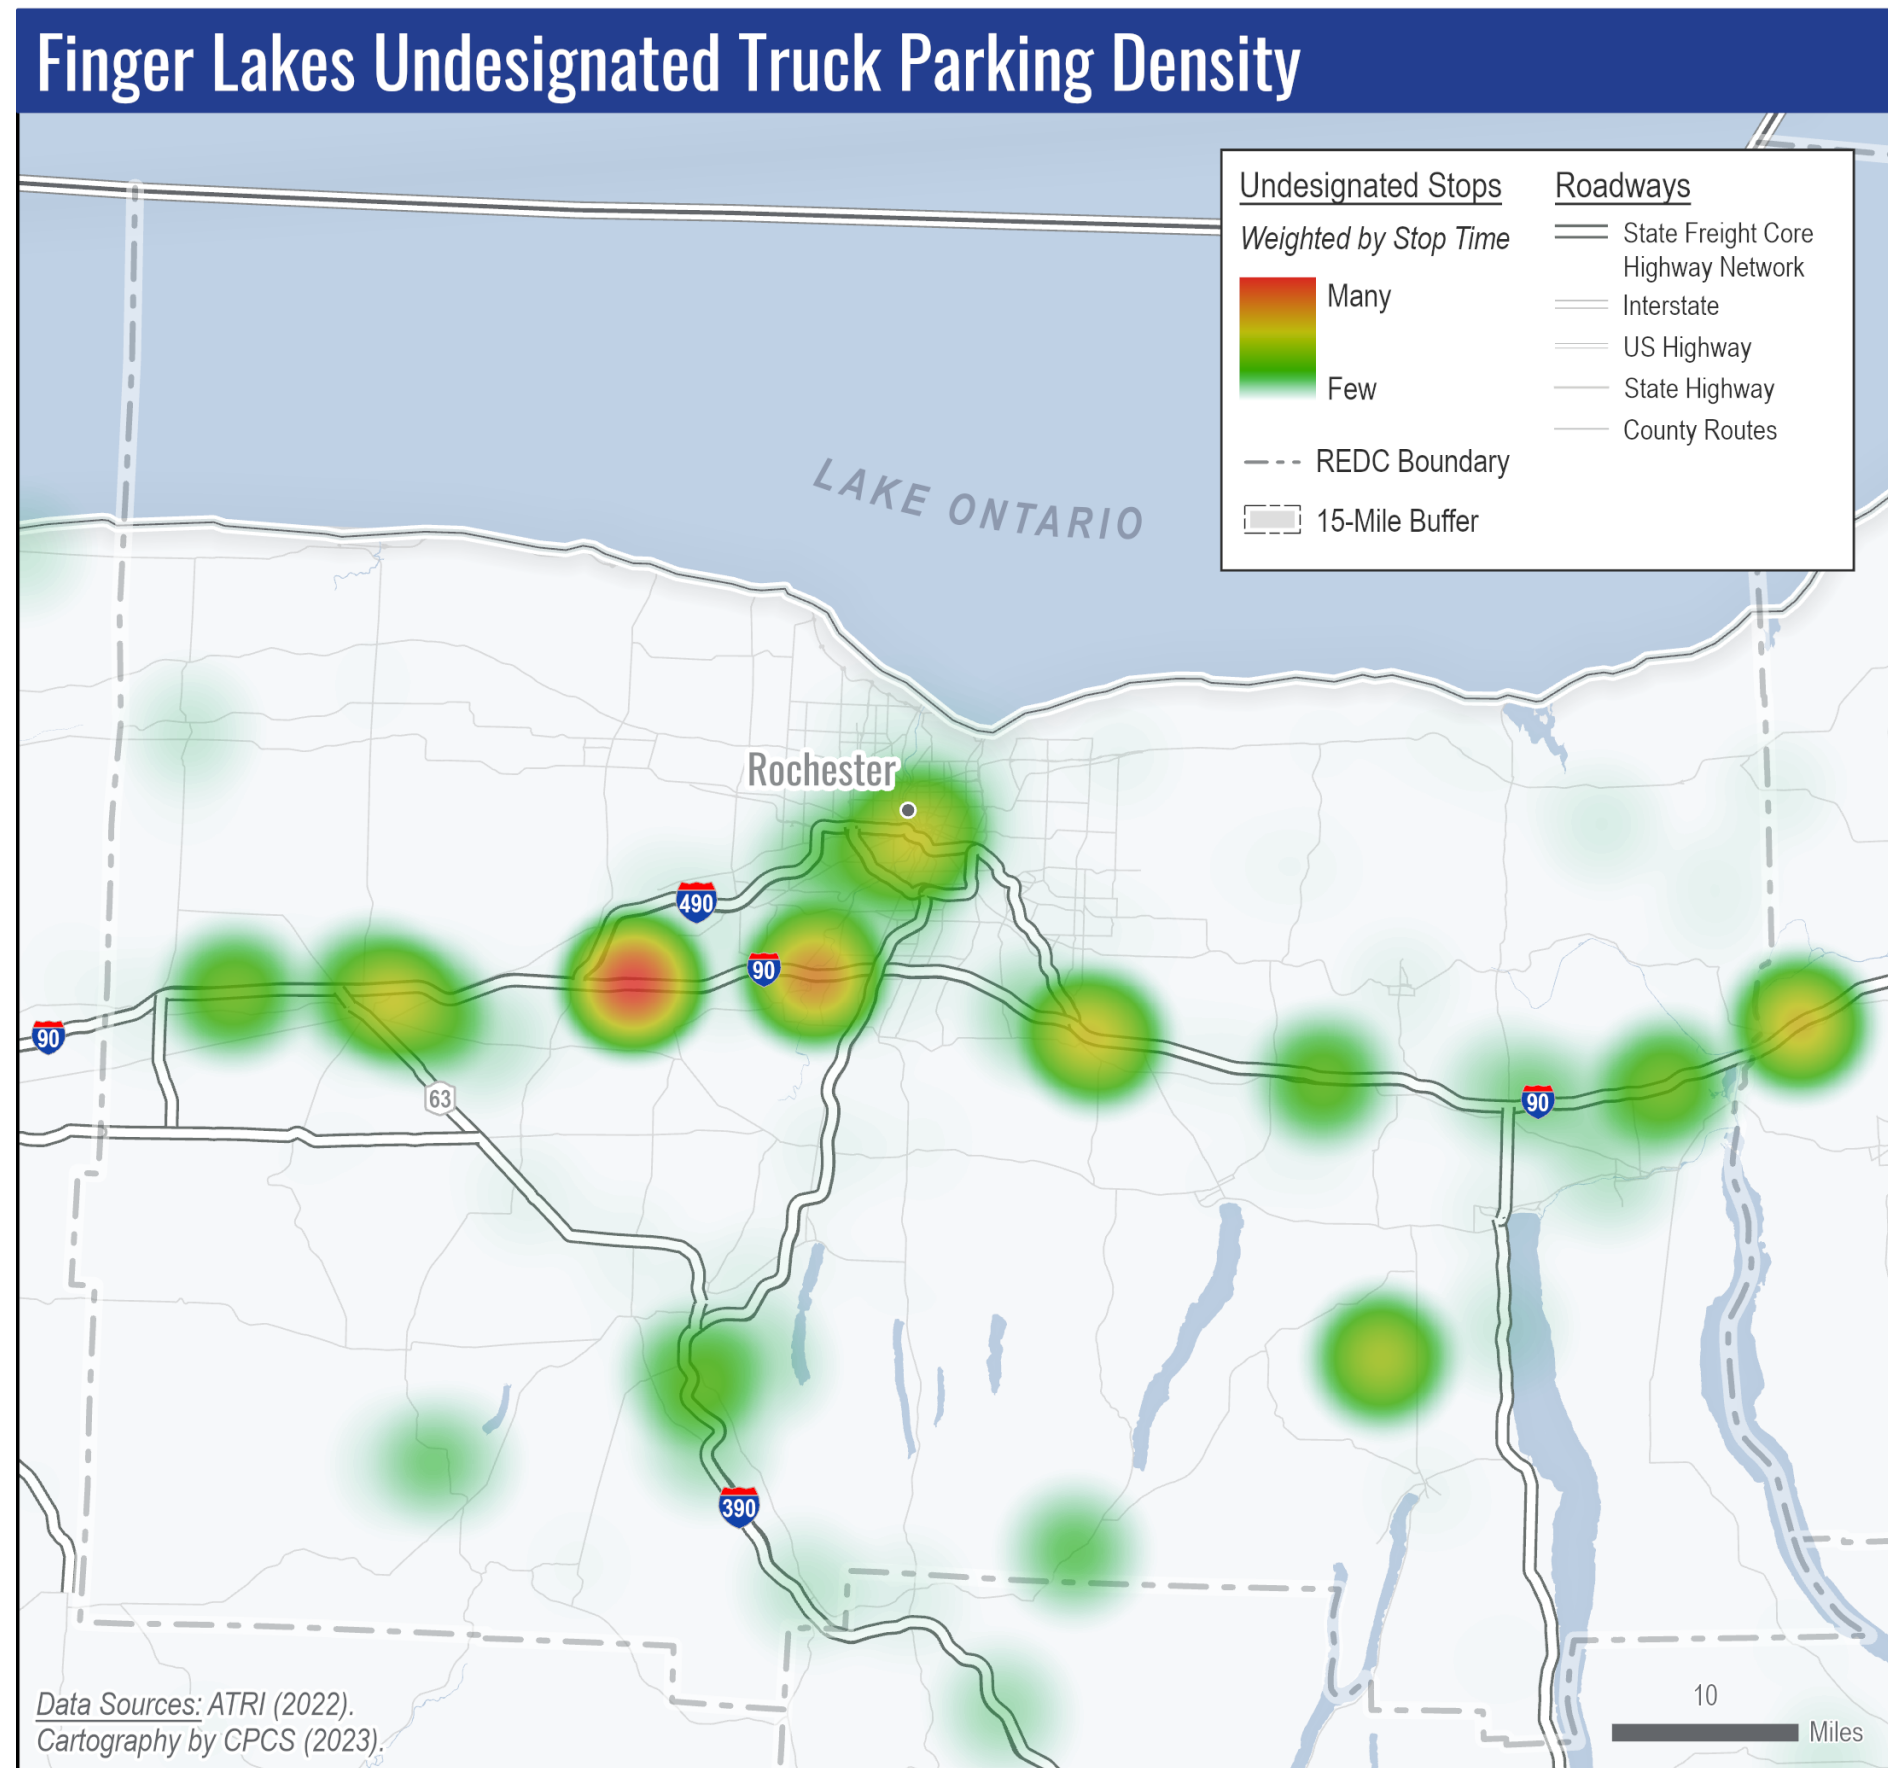 Finger Lakes Undesignated Truck Parking Density
Undesignated Stops
Weighted by Stop Time
Many
Few
REDC Boundary
15-Mile Buffer
Roadways
State Freight Core
Highway Network
Interstate
US Highway
State Highway
County Routes
LAKE ONTARIO
Rochester
490
90
90
63
90
390
Data Sources: ATRI (2022).
Cartography by CPCS (2023).
10
Miles